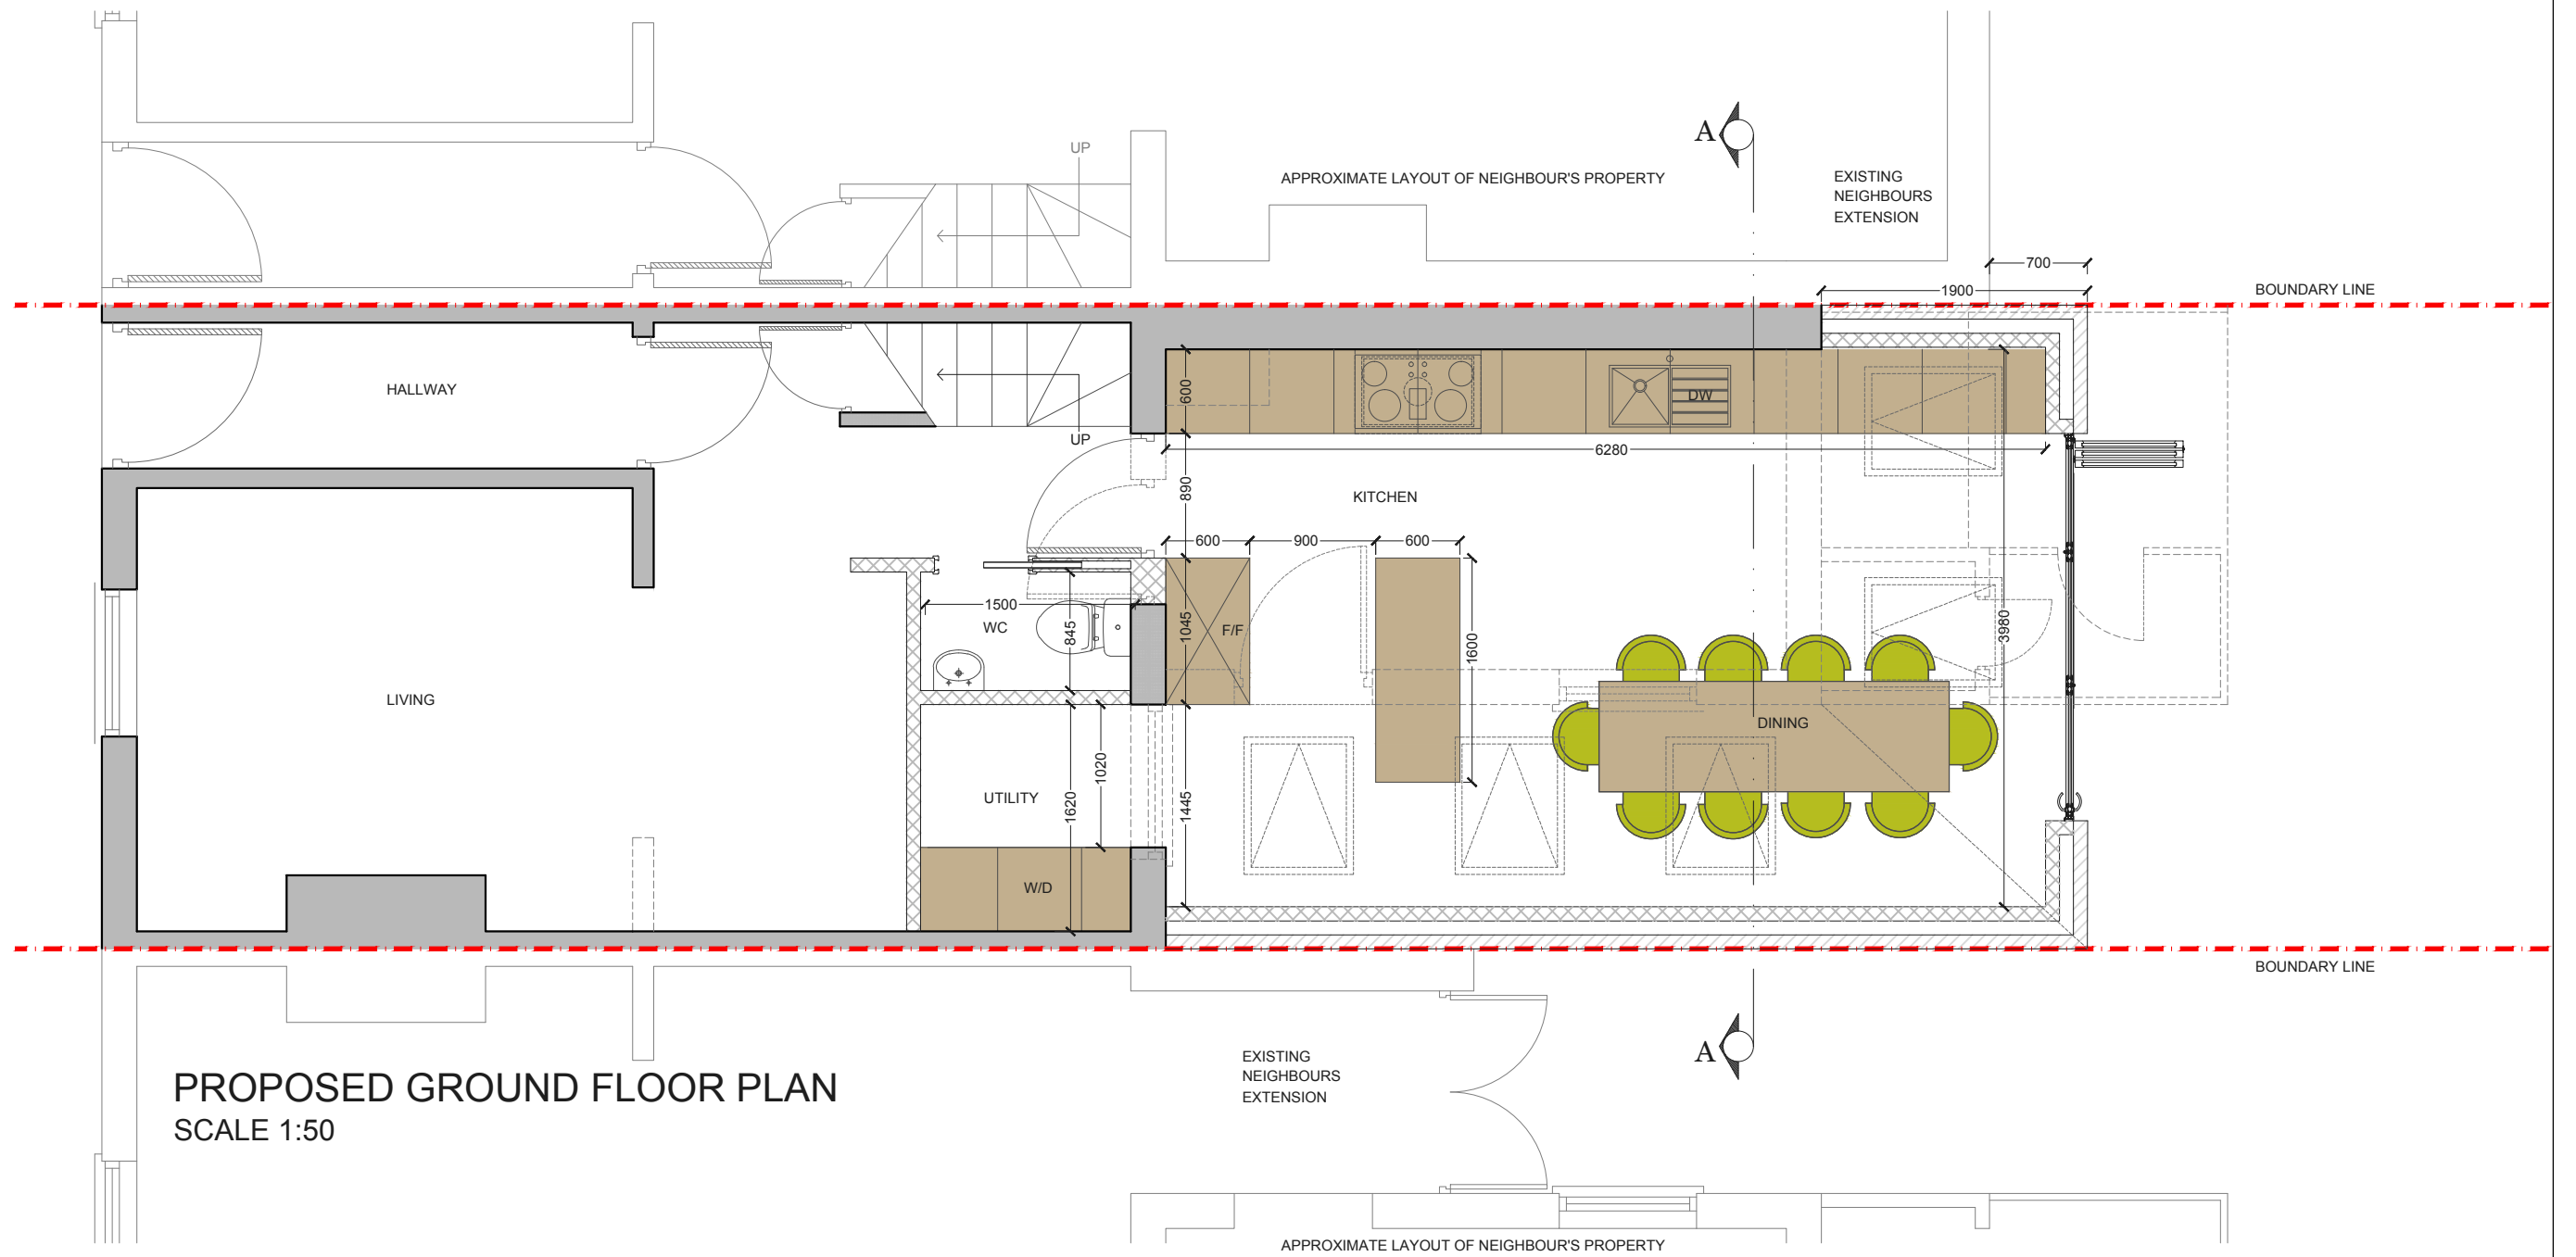 UP
A
APPROXIMATE LAYOUT OF NEIGHBOUR'S PROPERTY
EXISTING
NEIGHBOURS
EXTENSION
700
1900
BOUNDARY LINE
HALLWAY
UP
600
DW
6280
890
KITCHEN
600
900
600
1500
WC
845
1045
F/F
1600
3980
LIVING
DINING
UTILITY
1020
1620
1445
W/D
BOUNDARY LINE
A
EXISTING
NEIGHBOURS
EXTENSION
PROPOSED GROUND FLOOR PLAN
SCALE 1:50
APPROXIMATE LAYOUT OF NEIGHBOUR'S PROPERTY